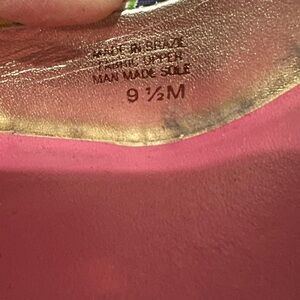 MADE IN BRAZIL
FABRIC UPPER
MAN MADE SOLE
9 ½M